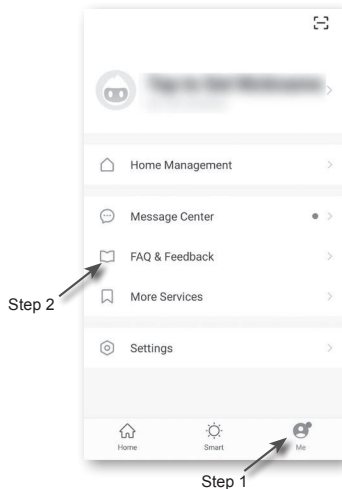 Home Management
Message Center
FAQ & Feedback
Step 2
More Services
Settings
Home
Smart
Me
Step 1